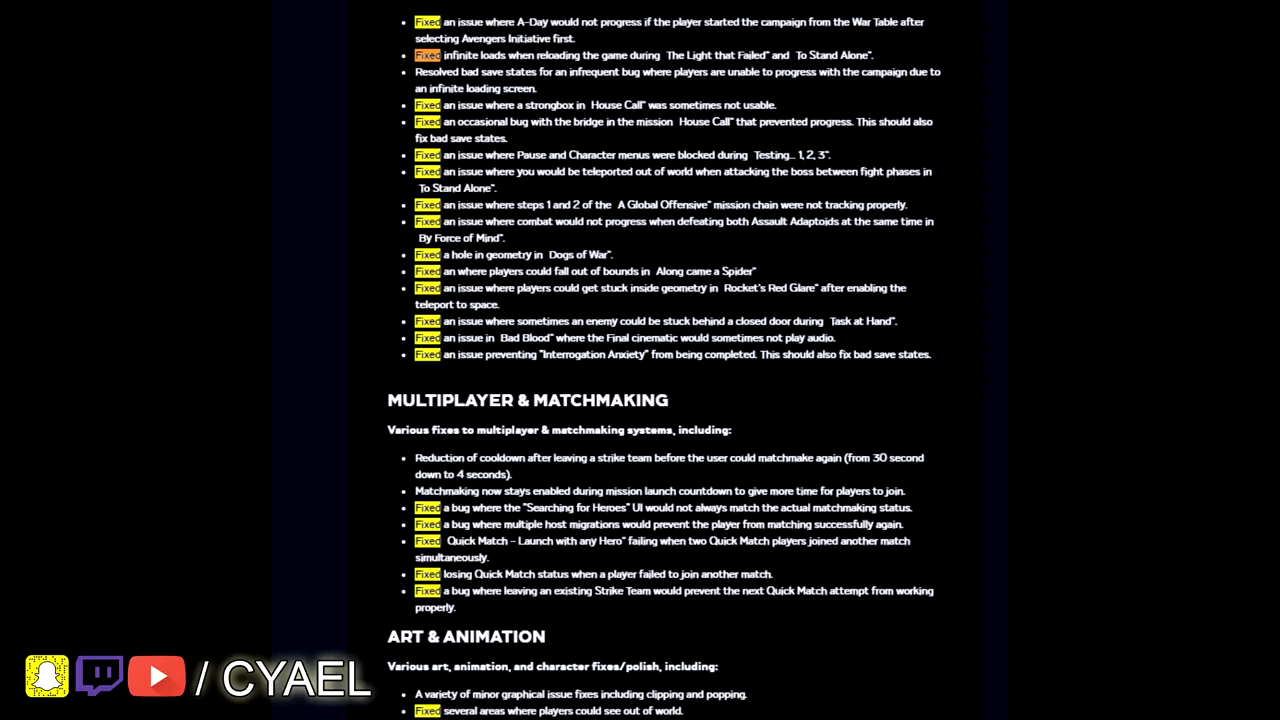 • Fixed an issue where A-Day would not progress if the player started the campaign from the War Table after
selecting Avengers Initiative first.
• Fixed infinite loads when reloading the game during The Light that Failed" and To Stand Alone".
• Resolved bad save states for an infrequent bug where players are unable to progress with the campaign due to
an infinite loading screen.
• Fixed an issue where a strongbox in House Call" was sometimes not usable.
• Fixed an occasional bug with the bridge in the mission House Call" that prevented progress. This should also
fix bad save states.
• Fixed an issue where Pause and Character menus were blocked during Testing... 1, 2, 3".
• Fixed an issue where you would be teleported out of world when attacking the boss between fight phases in
To Stand Alone".
• Fixed an issue where steps 1 and 2 of the A Global Offensive" mission chain were not tracking properly.
• Fixed an issue where combat would not progress when defeating both Assault Adaptoids at the same time in
By Force of Mind".
• Fixed a hole in geometry in Dogs of War".
• Fixed an where players could fall out of bounds in Along came a Spider"
• Fixed an issue where players could get stuck inside geometry in Rocket's Red Glare" after enabling the
teleport to space.
• Fixed an issue where sometimes an enemy could be stuck behind a closed door during Task at Hand".
• Fixed an issue in Bad Blood" where the Final cinematic would sometimes not play audio.
• Fixed an issue preventing "Interrogation Anxiety" from being completed. This should also fix bad save states.
MULTIPLAYER & MATCHMAKING
Various fixes to multiplayer & matchmaking systems, including:
• Reduction of cooldown after leaving a strike team before the user could matchmake again (from 30 second
down to 4 seconds).
• Matchmaking now stays enabled during mission launch countdown to give more time for players to join.
• Fixed a bug where the "Searching for Heroes" UI would not always match the actual matchmaking status.
• Fixed a bug where multiple host migrations would prevent the player from matching successfully again.
• Fixed Quick Match – Launch with any Hero" failing when two Quick Match players joined another match
simultaneously.
• Fixed losing Quick Match status when a player failed to join another match.
• Fixed a bug where leaving an existing Strike Team would prevent the next Quick Match attempt from working
properly.
ART & ANIMATION
Various art, animation, and character fixes/polish, including:
• A variety of minor graphical issue fixes including clipping and popping.
• Fixed several areas where players could see out of world.
/ CYAEL